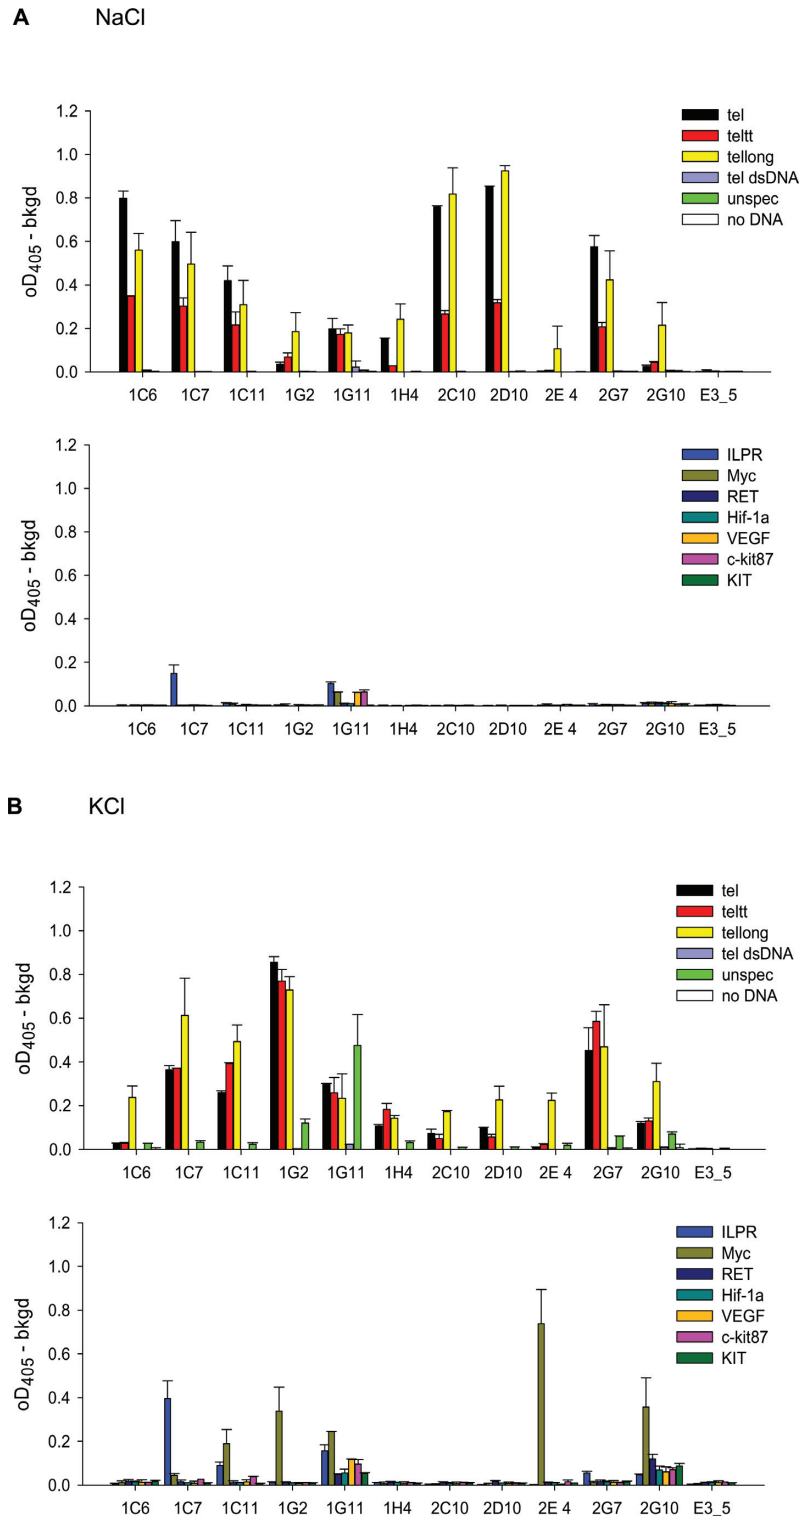 A NaCl
1.2
1.0
0.8
0.6
0.4
0.2
0.0
oD405 - bkgd
tel
teltt
tellong
tel dsDNA
unspec
no DNA
1C6 1C7 1C11 1G2 1G11 1H4 2C10 2D10 2E 4 2G7 2G10 E3_5
1.2
1.0
0.8
0.6
0.4
0.2
0.0
oD405 - bkgd
ILPR
Myc
RET
Hif-1a
VEGF
c-kit87
KIT
1C6 1C7 1C11 1G2 1G11 1H4 2C10 2D10 2E 4 2G7 2G10 E3_5
B KCl
1.2
1.0
0.8
0.6
0.4
0.2
0.0
oD405 - bkgd
tel
teltt
tellong
tel dsDNA
unspec
no DNA
1C6 1C7 1C11 1G2 1G11 1H4 2C10 2D10 2E 4 2G7 2G10 E3_5
1.2
1.0
0.8
0.6
0.4
0.2
0.0
oD405 - bkgd
ILPR
Myc
RET
Hif-1a
VEGF
c-kit87
KIT
1C6 1C7 1C11 1G2 1G11 1H4 2C10 2D10 2E 4 2G7 2G10 E3_5